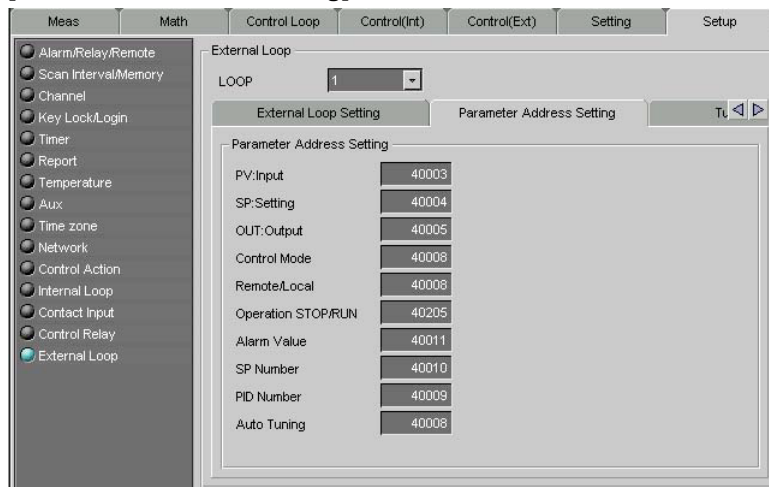 Meas Math Control Loop Control(Int) Control(Ext) Setting Setup
Alarm/Relay/Remote
Scan Interval/Memory
Channel
Key Lock/Login
Timer
Report
Temperature
Aux
Time zone
Network
Control Action
Internal Loop
Contact Input
Control Relay
External Loop
External Loop
LOOP 1
External Loop Setting Parameter Address Setting
Parameter Address Setting
PV:Input 40003
SP:Setting 40004
OUT:Output 40005
Control Mode 40008
Remote/Local 40008
Operation STOP/RUN 40205
Alarm Value 40011
SP Number 40010
PID Number 40009
Auto Tuning 40008